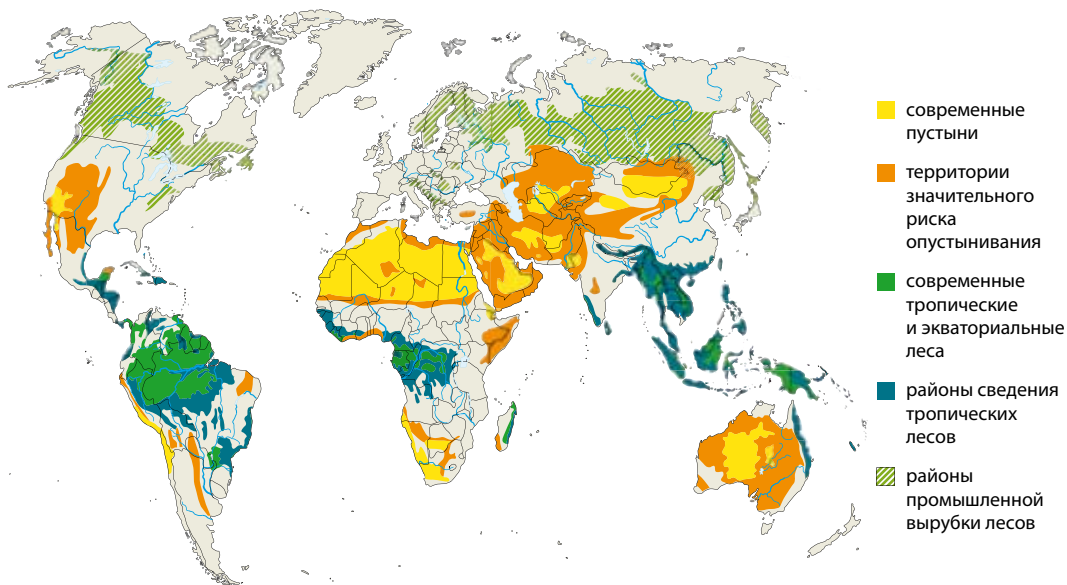 современные
пустыни
территории
значительного
риска
опустынивания
современные
тропические
и экваториальные
леса
районы сведения
тропических
лесов
районы
промышленной
вырубки лесов